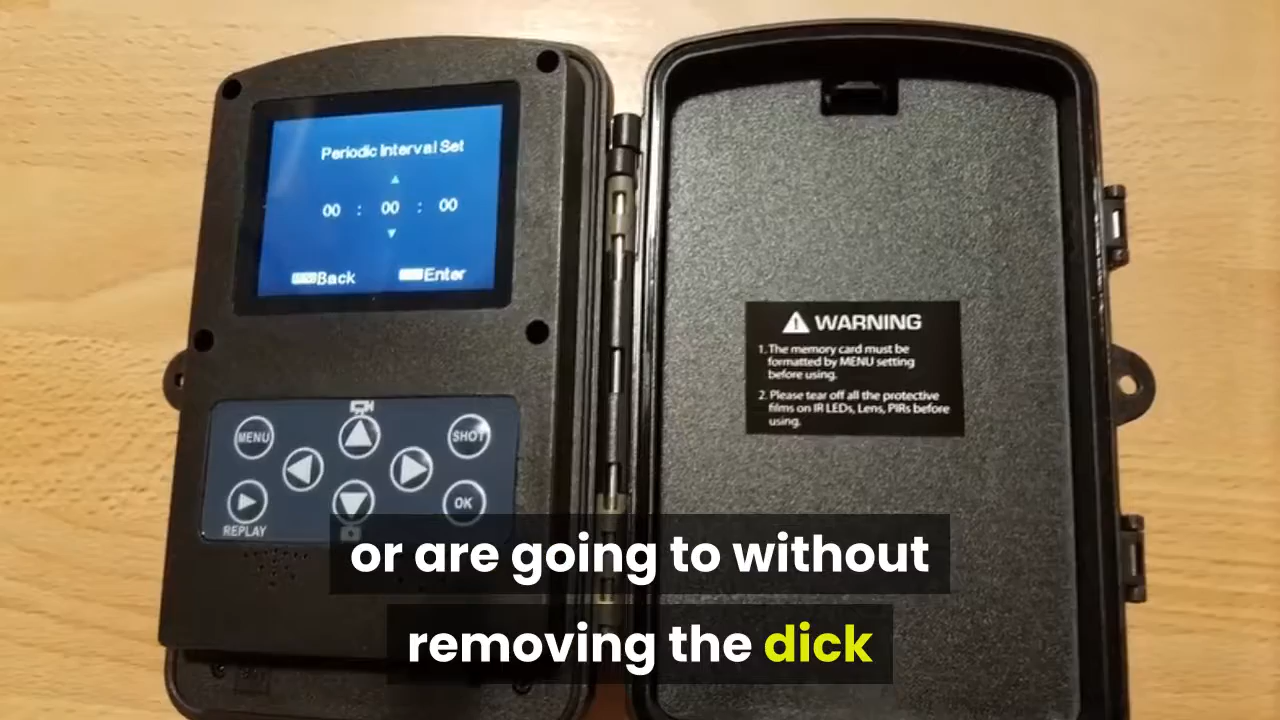 Periodic Interval Set
00 : 00 : 00
Back
Enter
WARNING
1. The memory card must be
formatted by MENU setting
before using.
2. Please tear off all the protective
films on IR LEDs, Lens, PIRs before
using.
MENU
SHOT
OK
REPLAY
or are going to without
removing the dick